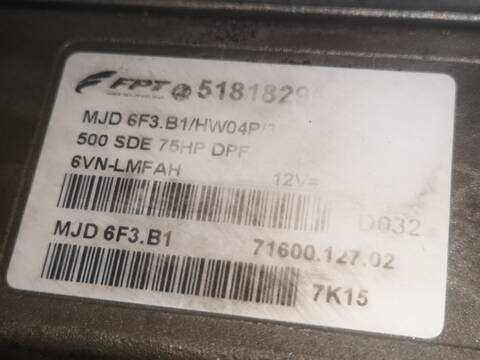 FPT 5181829
MJD 6F3.B1/HW04P/
500 SDE 75HP DPF
6VN-LMFAH 12V=
D032
MJD 6F3.B1 71600.127.02
7K15